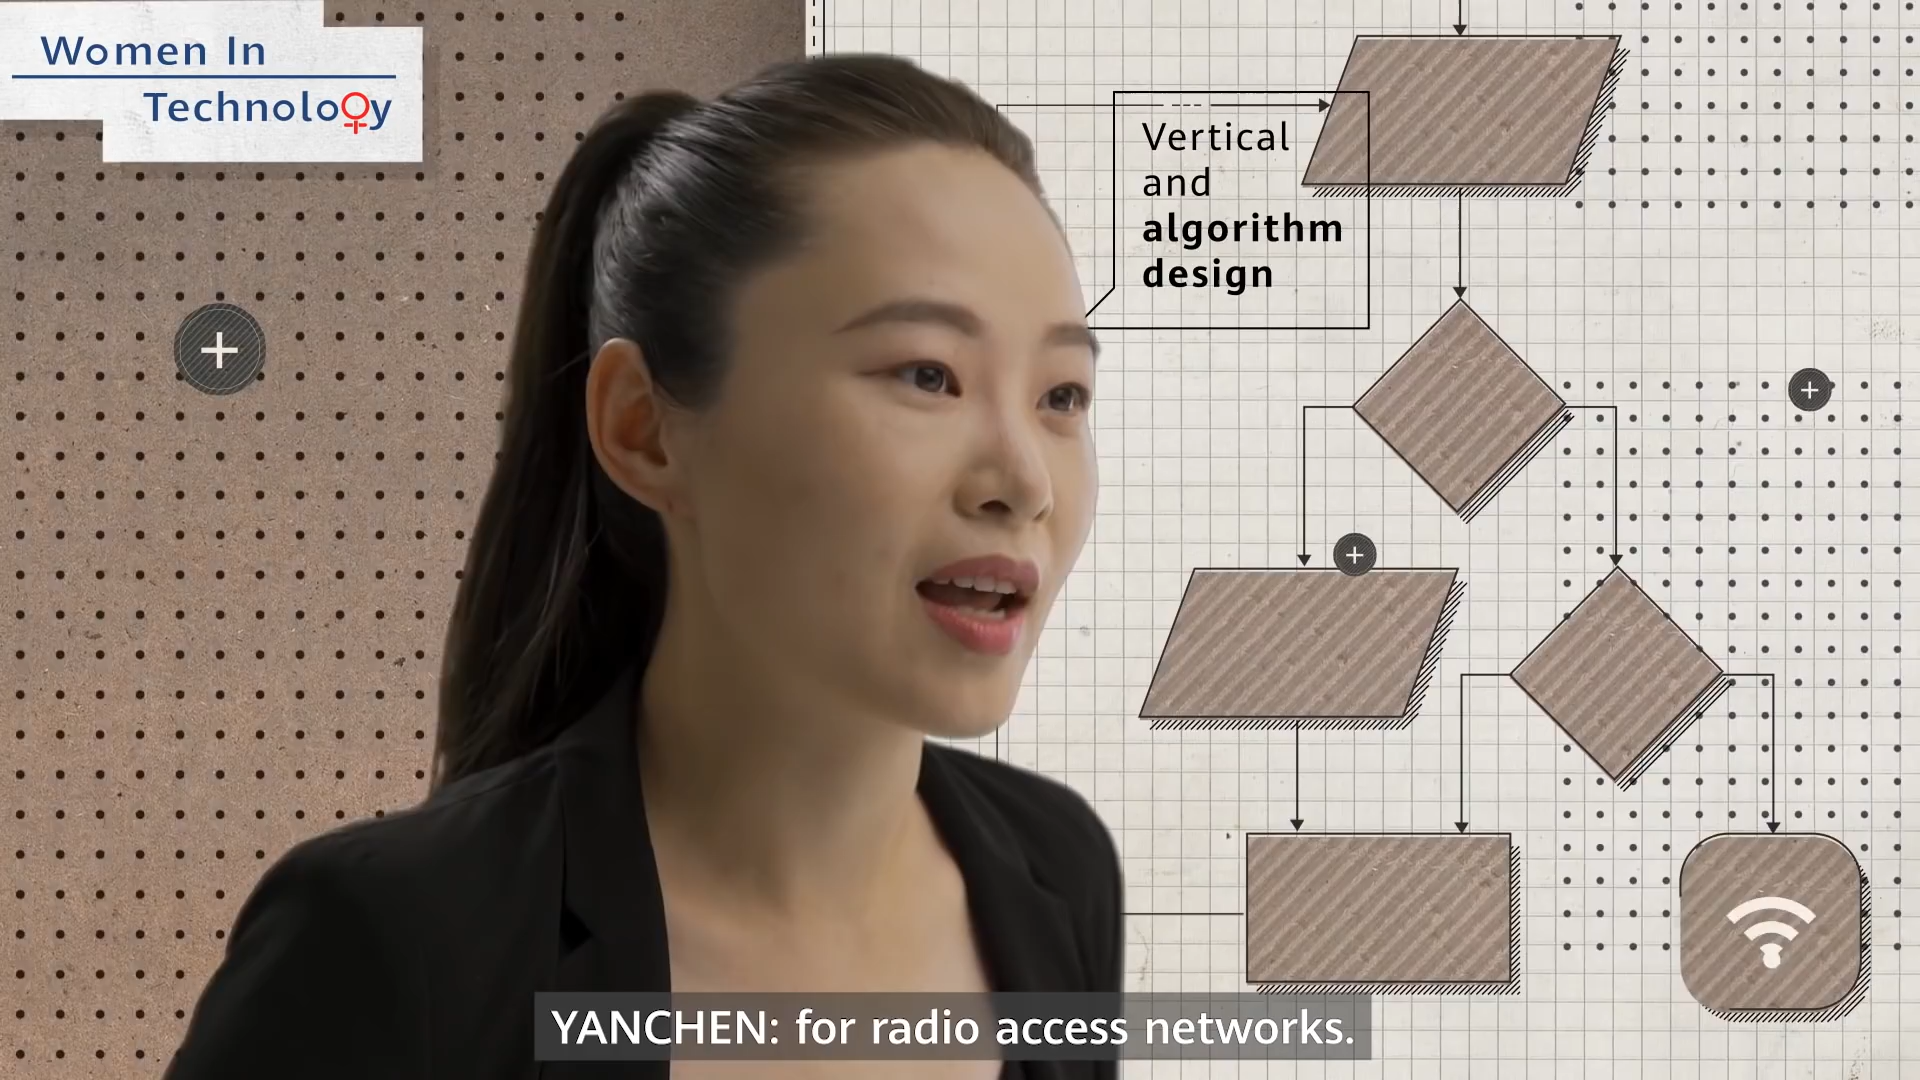 Women In
Technology
Vertical
and
algorithm
design
YANCHEN: for radio access networks.